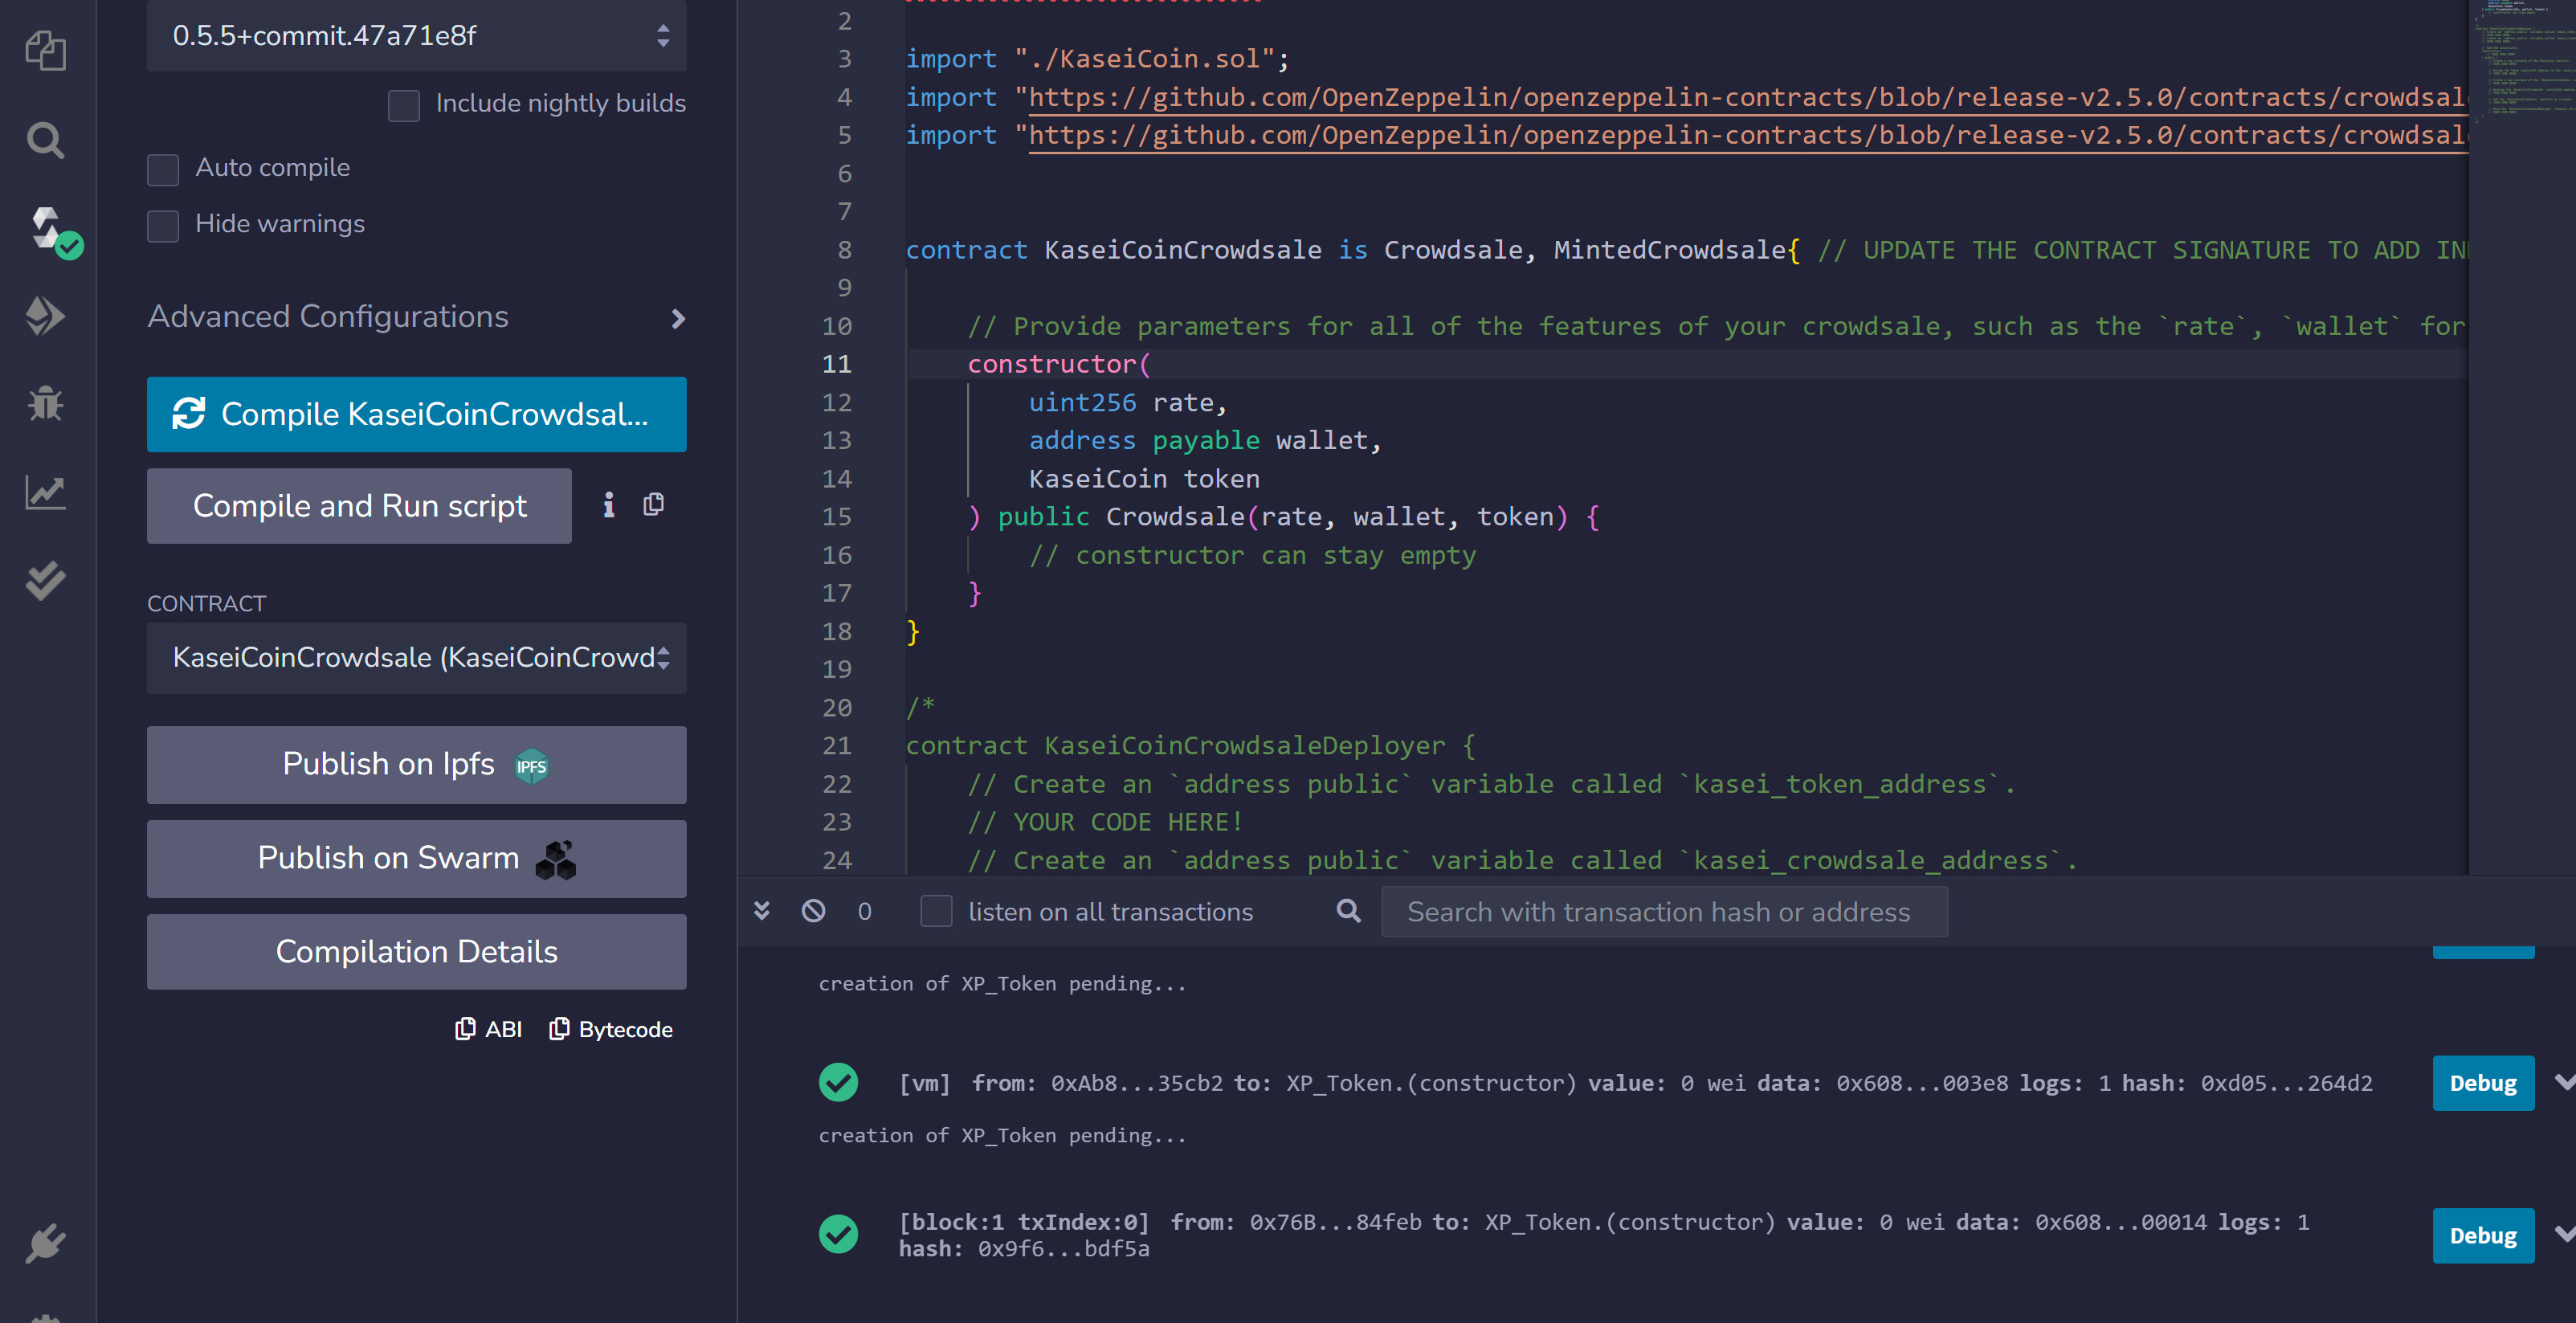 0.5.5+commit.47a71e8f
Include nightly builds
Auto compile
Hide warnings
Advanced Configurations
Compile KaseiCoinCrowdsal...
Compile and Run script
CONTRACT
KaseiCoinCrowdsale (KaseiCoinCrowd
Publish on Ipfs
IPFS
Publish on Swarm
Compilation Details
ABI
Bytecode
2
3 import "./KaseiCoin.sol";
4 import "https://github.com/OpenZeppelin/openzeppelin-contracts/blob/release-v2.5.0/contracts/crowdsal
5 import "https://github.com/OpenZeppelin/openzeppelin-contracts/blob/release-v2.5.0/contracts/crowdsal
6
7
8 contract KaseiCoinCrowdsale is Crowdsale, MintedCrowdsale{ // UPDATE THE CONTRACT SIGNATURE TO ADD IN
9
10 // Provide parameters for all of the features of your crowdsale, such as the `rate`, `wallet` for
11 constructor(
12 uint256 rate,
13 address payable wallet,
14 KaseiCoin token
15 ) public Crowdsale(rate, wallet, token) {
16 // constructor can stay empty
17 }
18 }
19
20 /*
21 contract KaseiCoinCrowdsaleDeployer {
22 // Create an `address public` variable called `kasei_token_address`.
23 // YOUR CODE HERE!
24 // Create an `address public` variable called `kasei_crowdsale_address`.
0
listen on all transactions
Search with transaction hash or address
creation of XP_Token pending...
[vm] from: 0xAb8...35cb2 to: XP_Token.(constructor) value: 0 wei data: 0x608...003e8 logs: 1 hash: 0xd05...264d2
Debug
creation of XP_Token pending...
[block:1 txIndex:0] from: 0x76B...84feb to: XP_Token.(constructor) value: 0 wei data: 0x608...00014 logs: 1
hash: 0x9f6...bdf5a
Debug